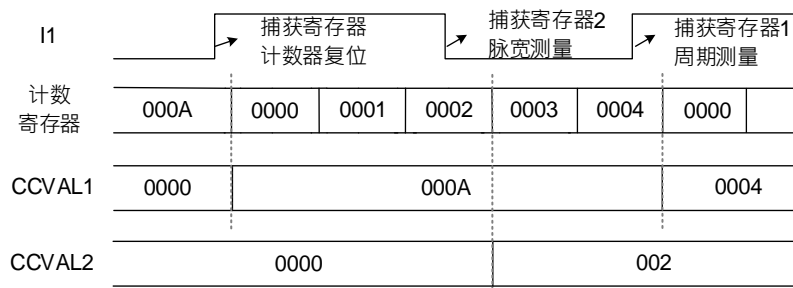 I1
捕获寄存器
计数器复位
捕获寄存器2
脉宽测量
捕获寄存器1
周期测量
计数
寄存器
000A 0000 0001 0002 0003 0004 0000
CCVAL1 0000 000A 0004
CCVAL2 0000 002